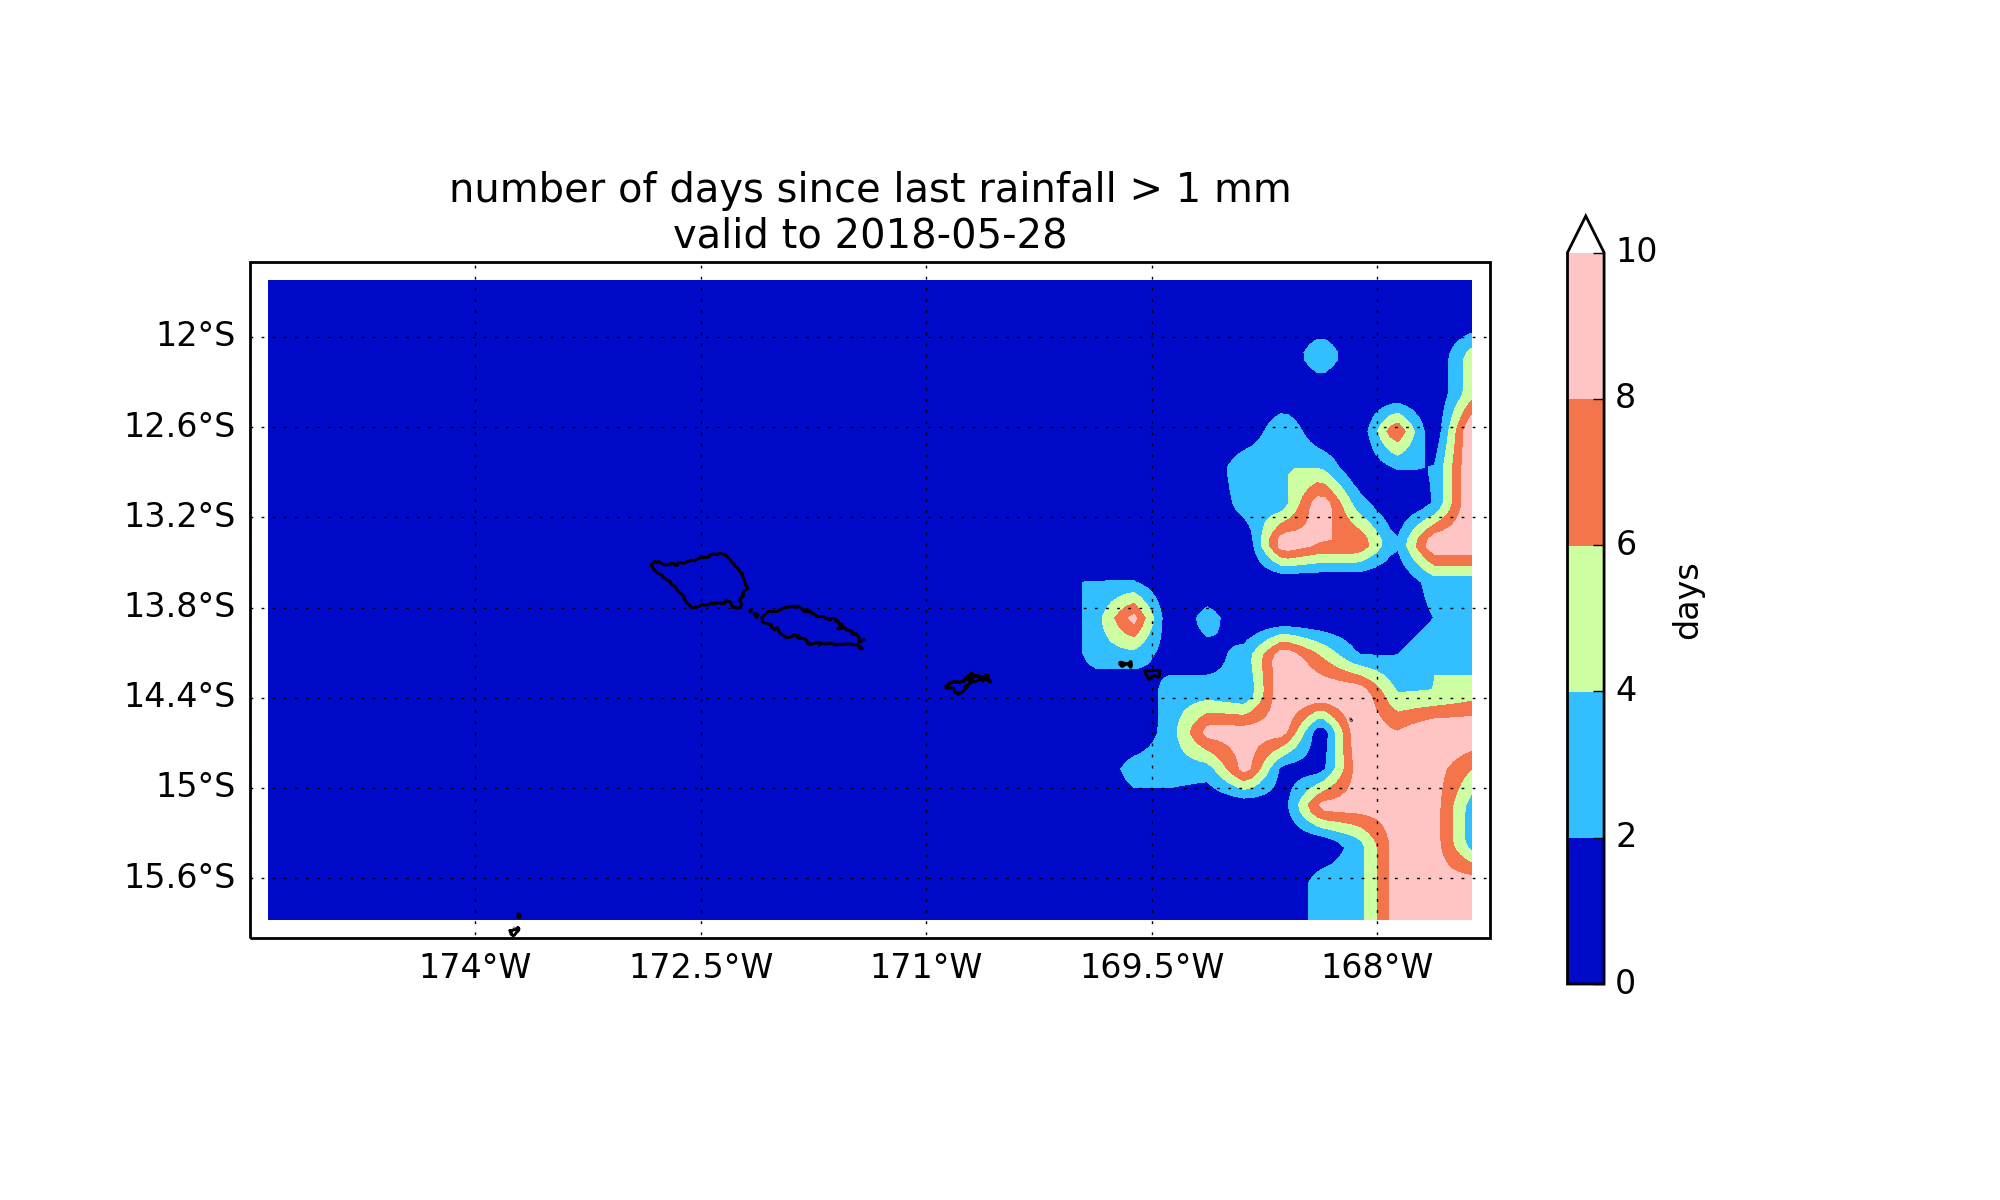 number of days since last rainfall > 1 mm
valid to 2018-05-28
12°S
12.6°S
13.2°S
13.8°S
14.4°S
15°S
15.6°S
174°W 172.5°W 171°W 169.5°W 168°W
10
8
6
4
2
0
days